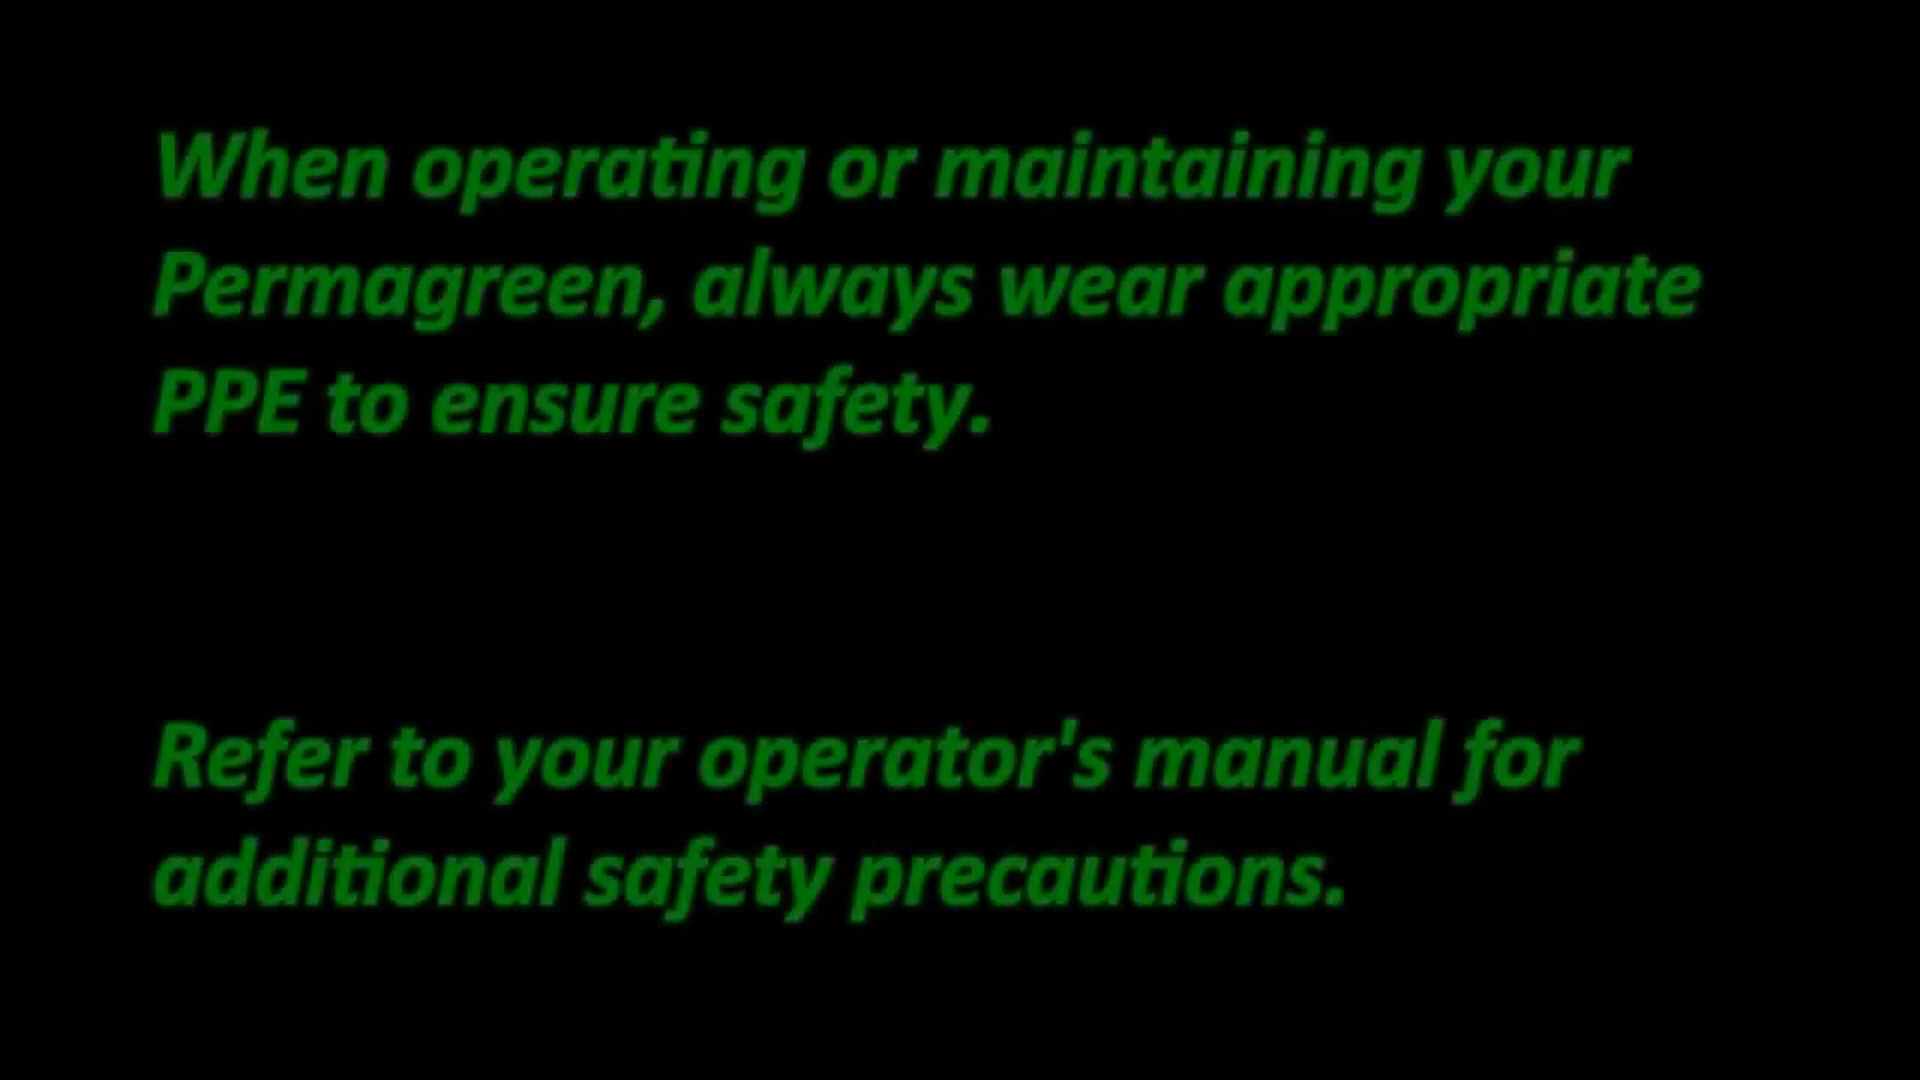 When operating or maintaining your
Permagreen, always wear appropriate
PPE to ensure safety.
Refer to your operator's manual for
additional safety precautions.